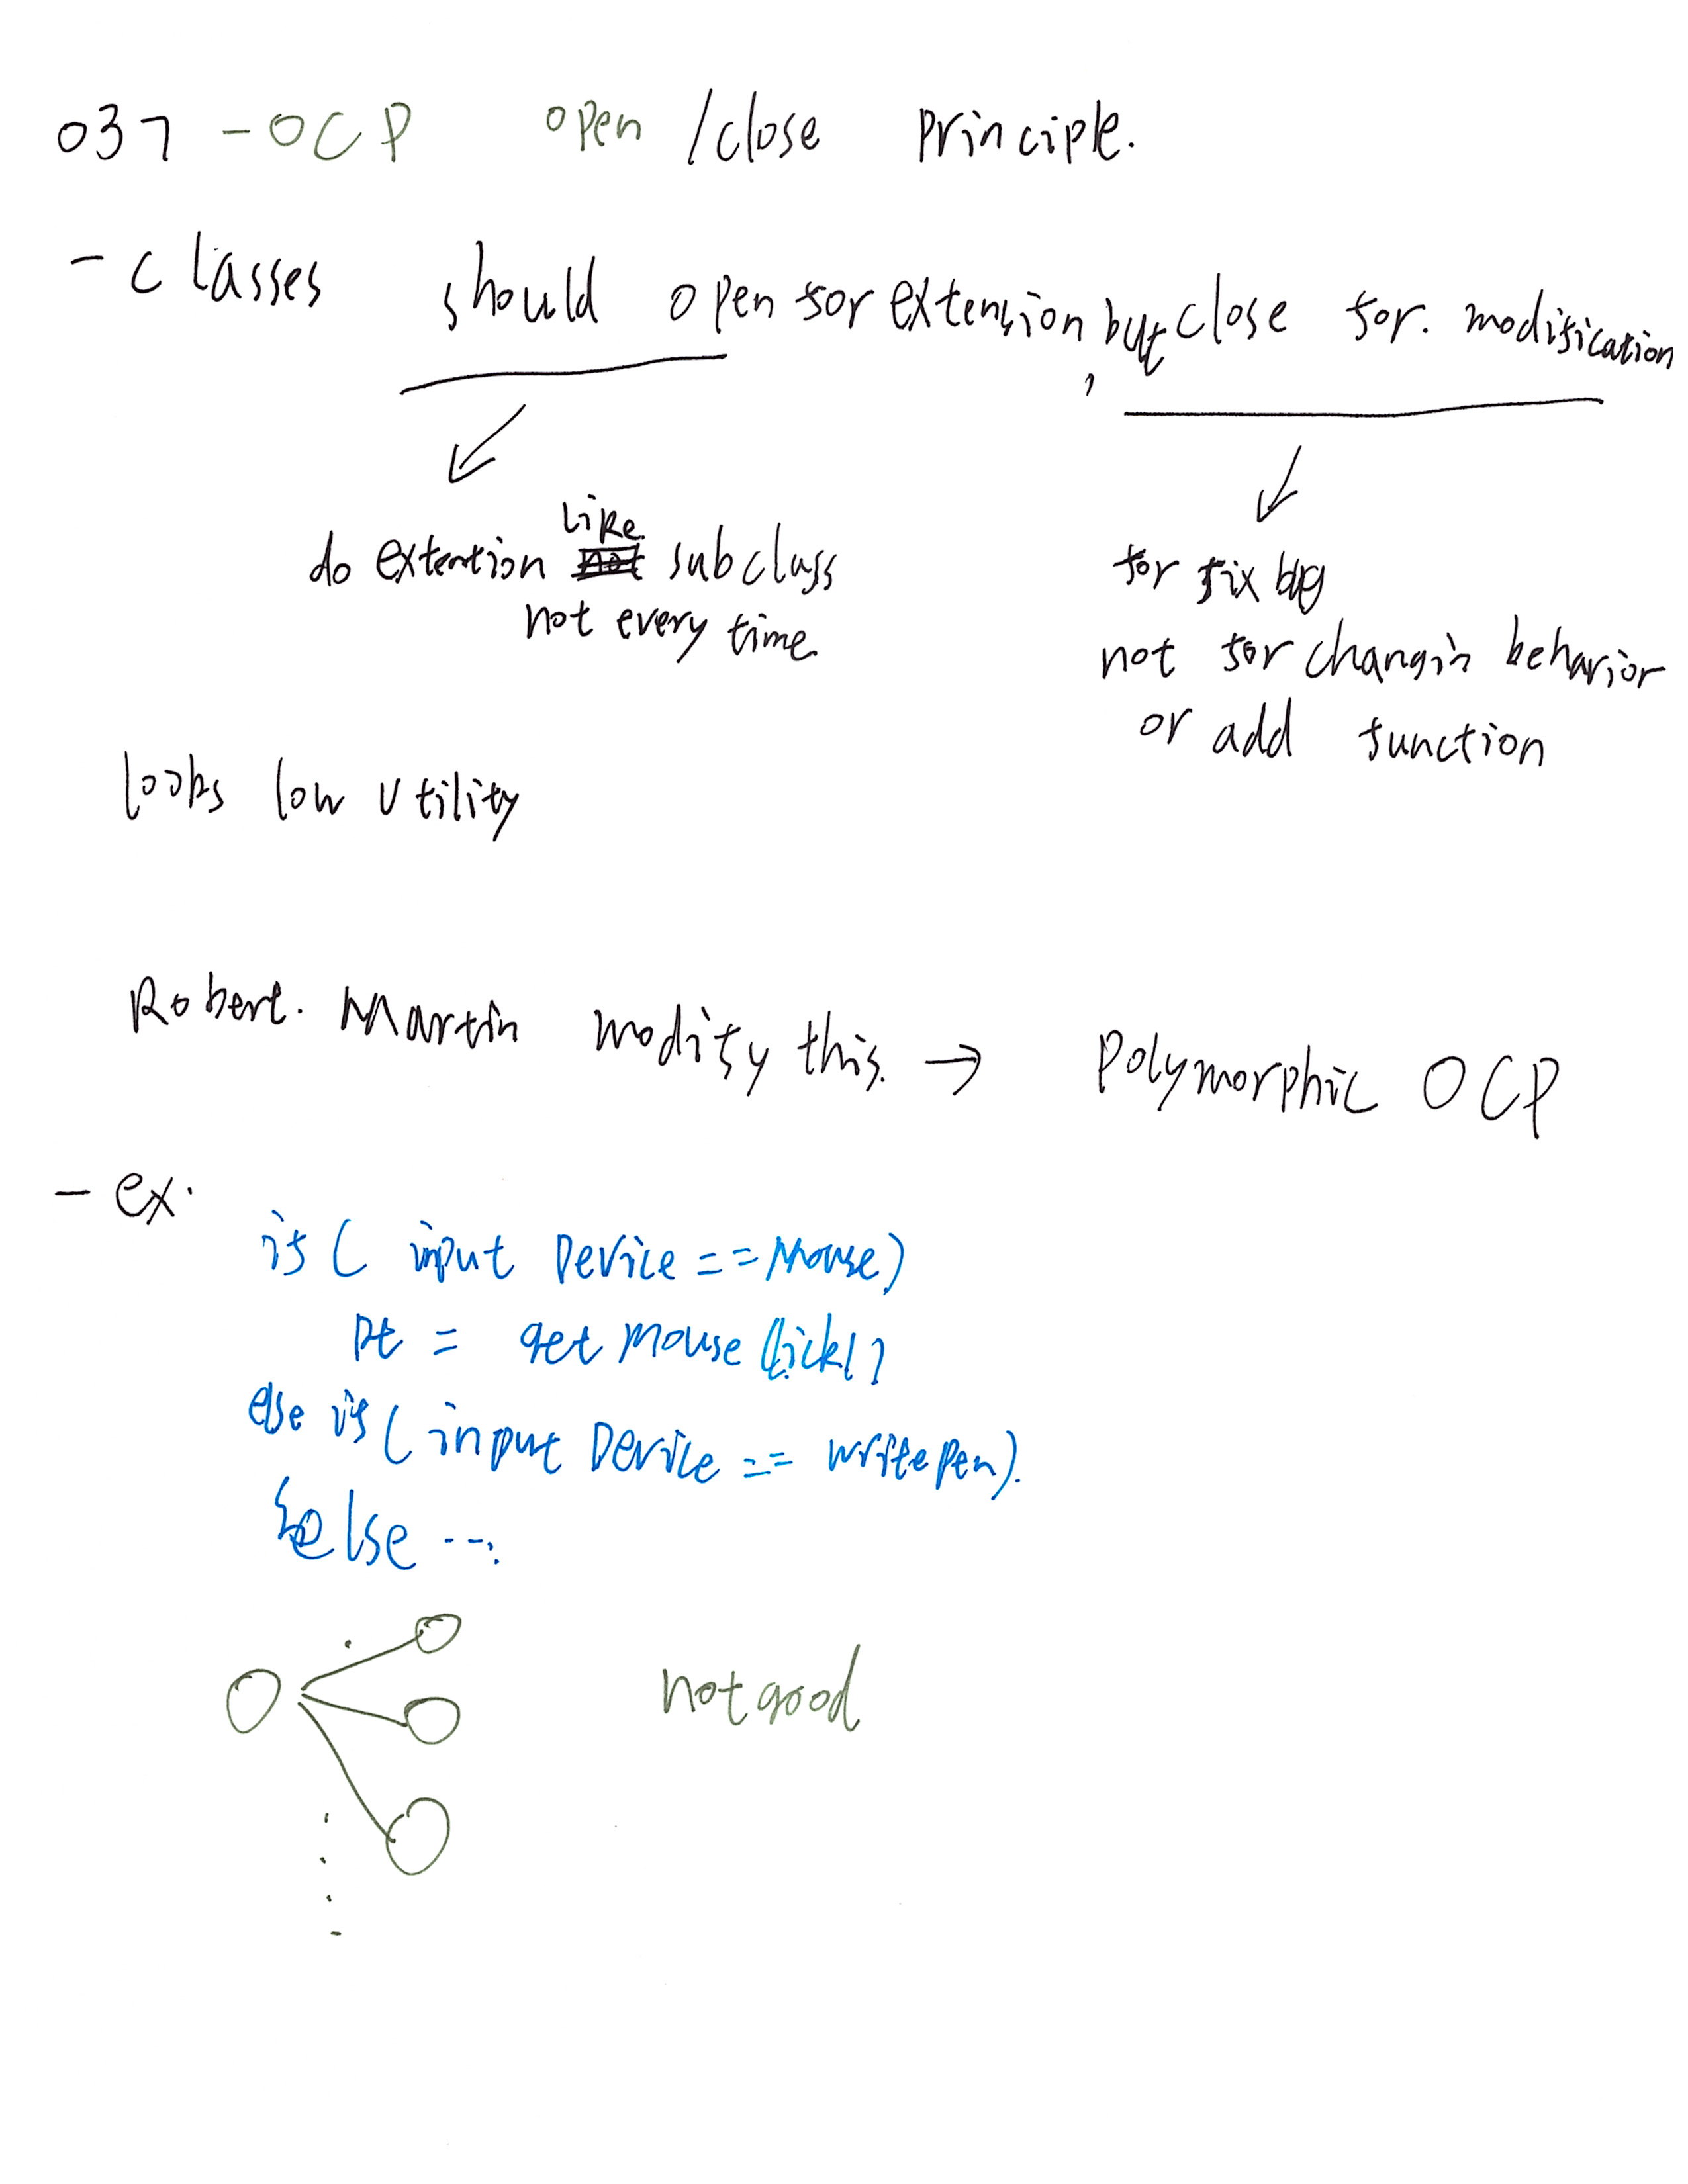 037 - OCP open / close principle.
- classes should open for extension, but close for. modification
do extention like subclass
not every time.
for fix bug
not for changin behavior
or add function
looks low utility
Robert. Martin modify this. → Polymorphic OCP
- ex.
if ( input Device == Mouse)
Pt = get mouse Click()
else if ( input Device == write pen).
else ---.
not good